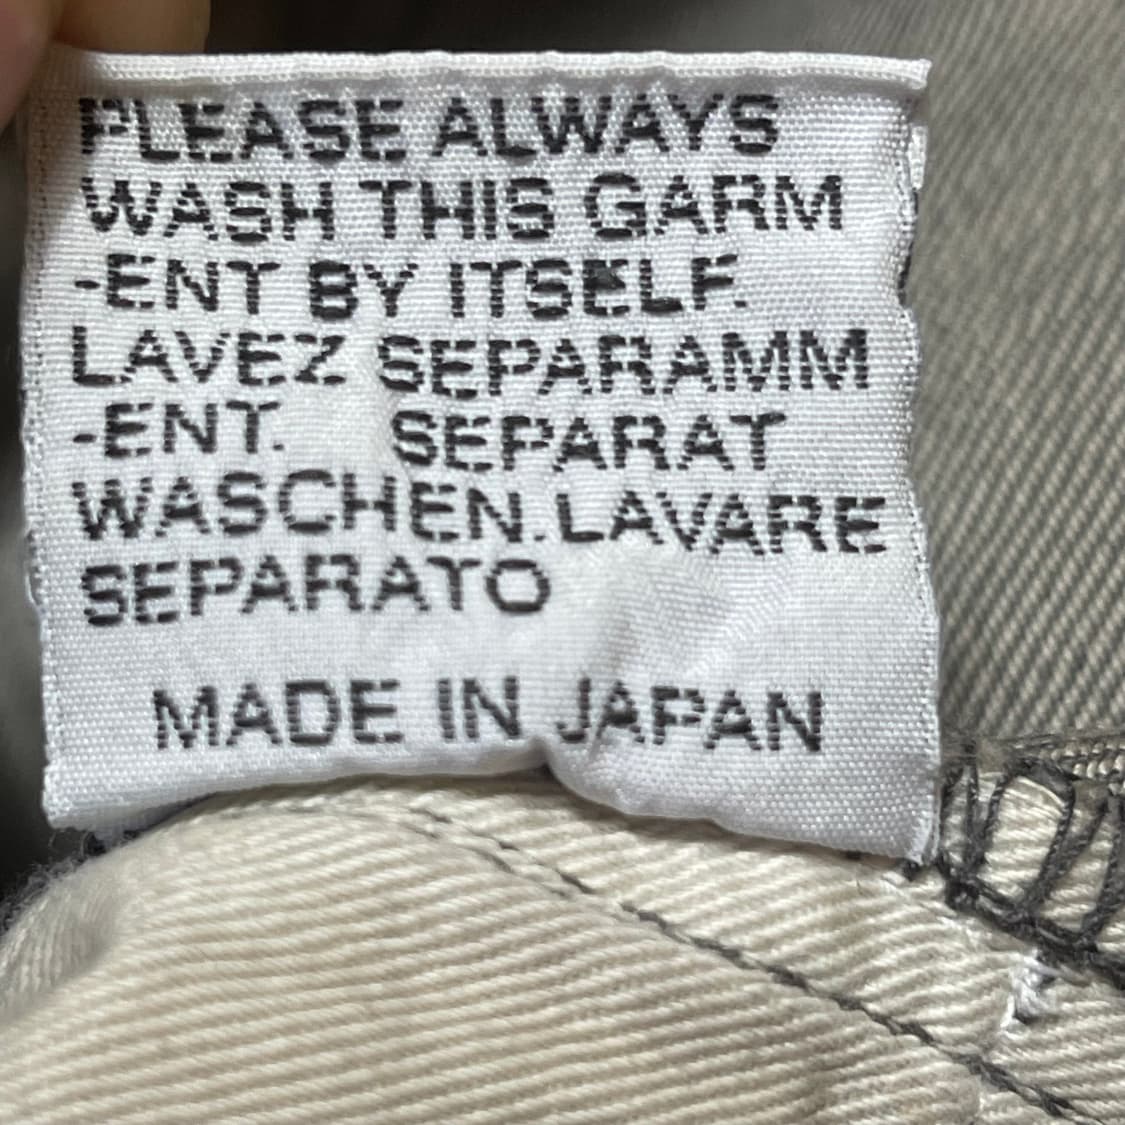 PLEASE ALWAYS
WASH THIS GARM
-ENT BY ITSELF.
LAVEZ SEPARAMM
-ENT. SEPARAT
WASCHEN.LAVARE
SEPARATO
MADE IN JAPAN